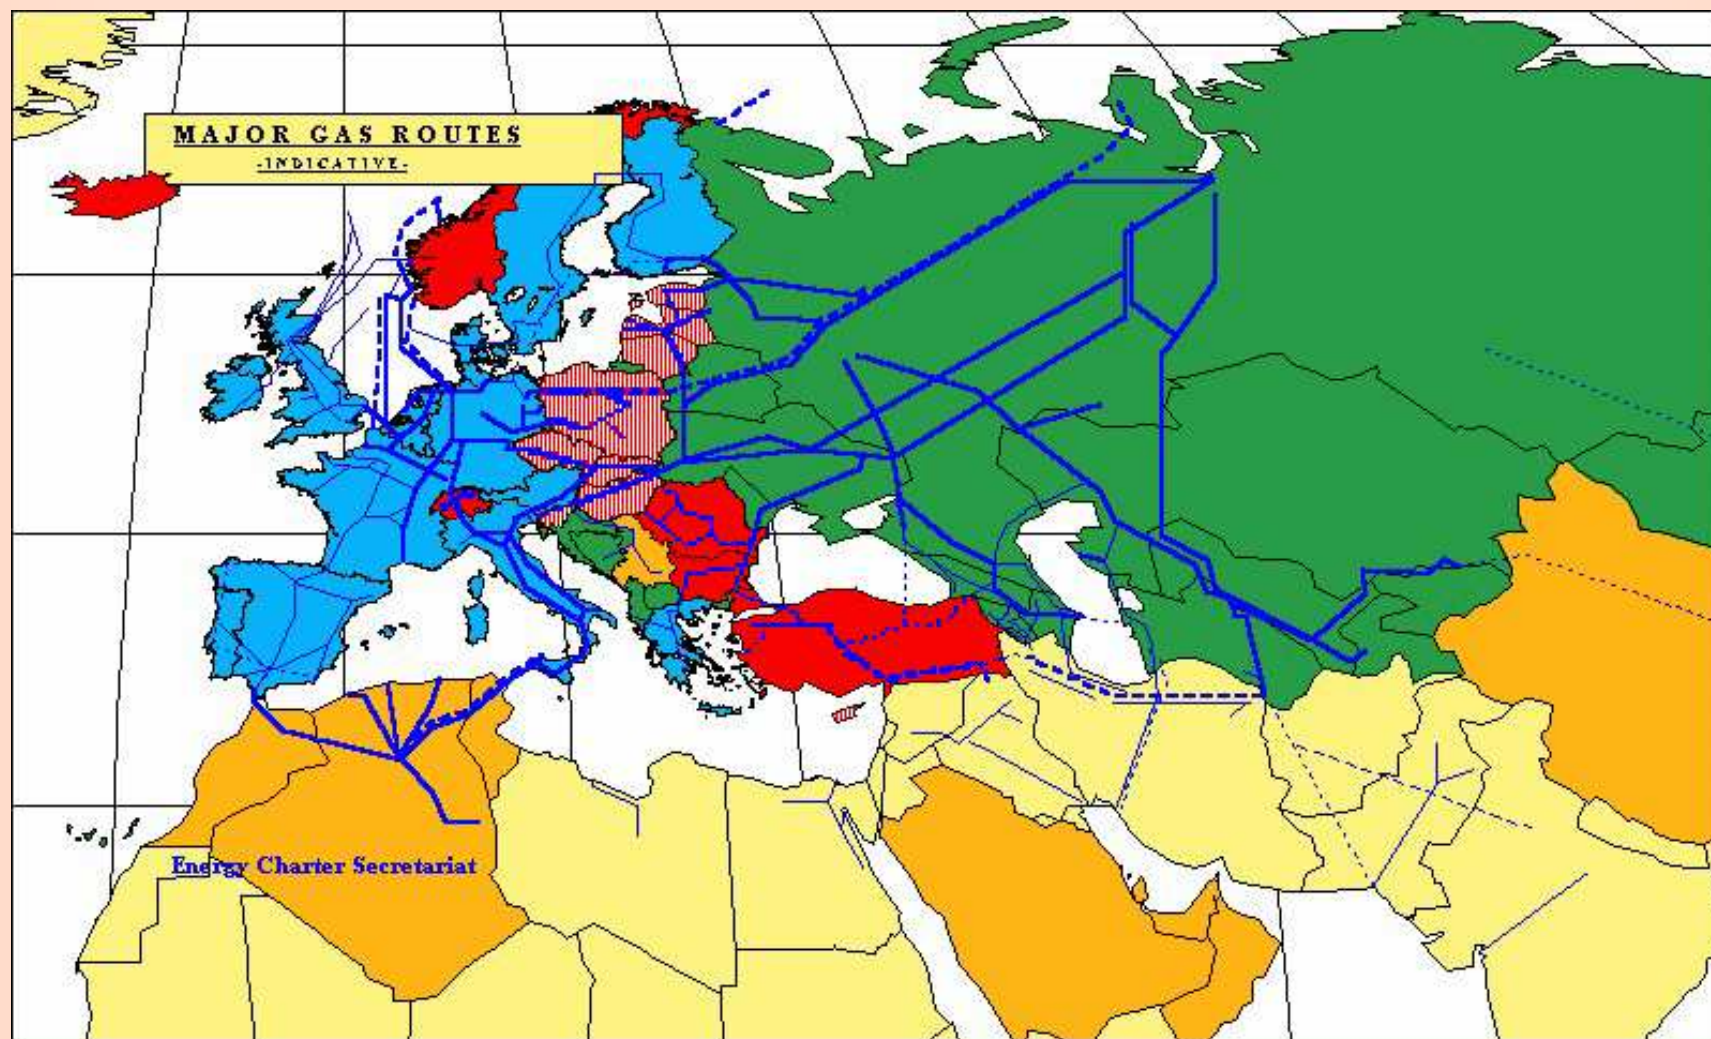 MAJOR GAS ROUTES
-INDICATIVE-
Energy Charter Secretariat